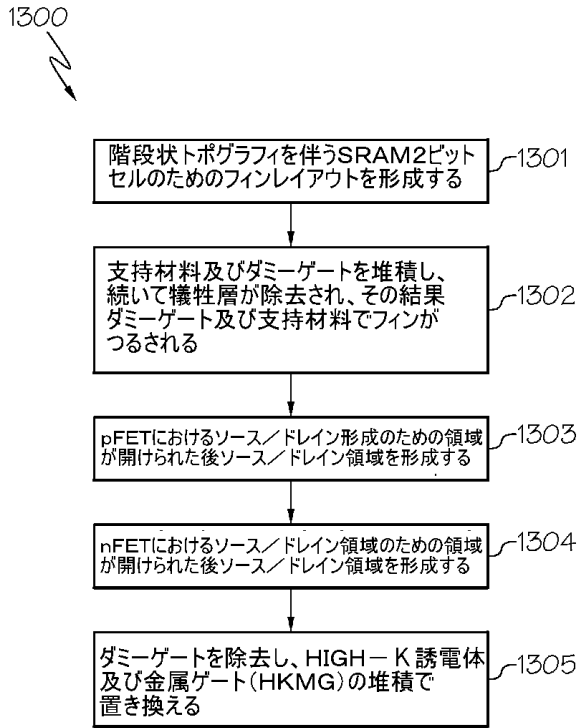 1300
階段状トポグラフィを伴うSRAM2ビット
セルのためのフィンレイアウトを形成する
1301
支持材料及びダミーゲートを堆積し、
続いて犠牲層が除去され、その結果
ダミーゲート及び支持材料でフィンが
つるされる
1302
pFETにおけるソース／ドレイン形成のための領域
が開けられた後ソース／ドレイン領域を形成する
1303
nFETにおけるソース／ドレイン領域のための領域
が開けられた後ソース／ドレイン領域を形成する
1304
ダミーゲートを除去し、HIGH－K誘電体
及び金属ゲート(HKMG)の堆積で
置き換える
1305